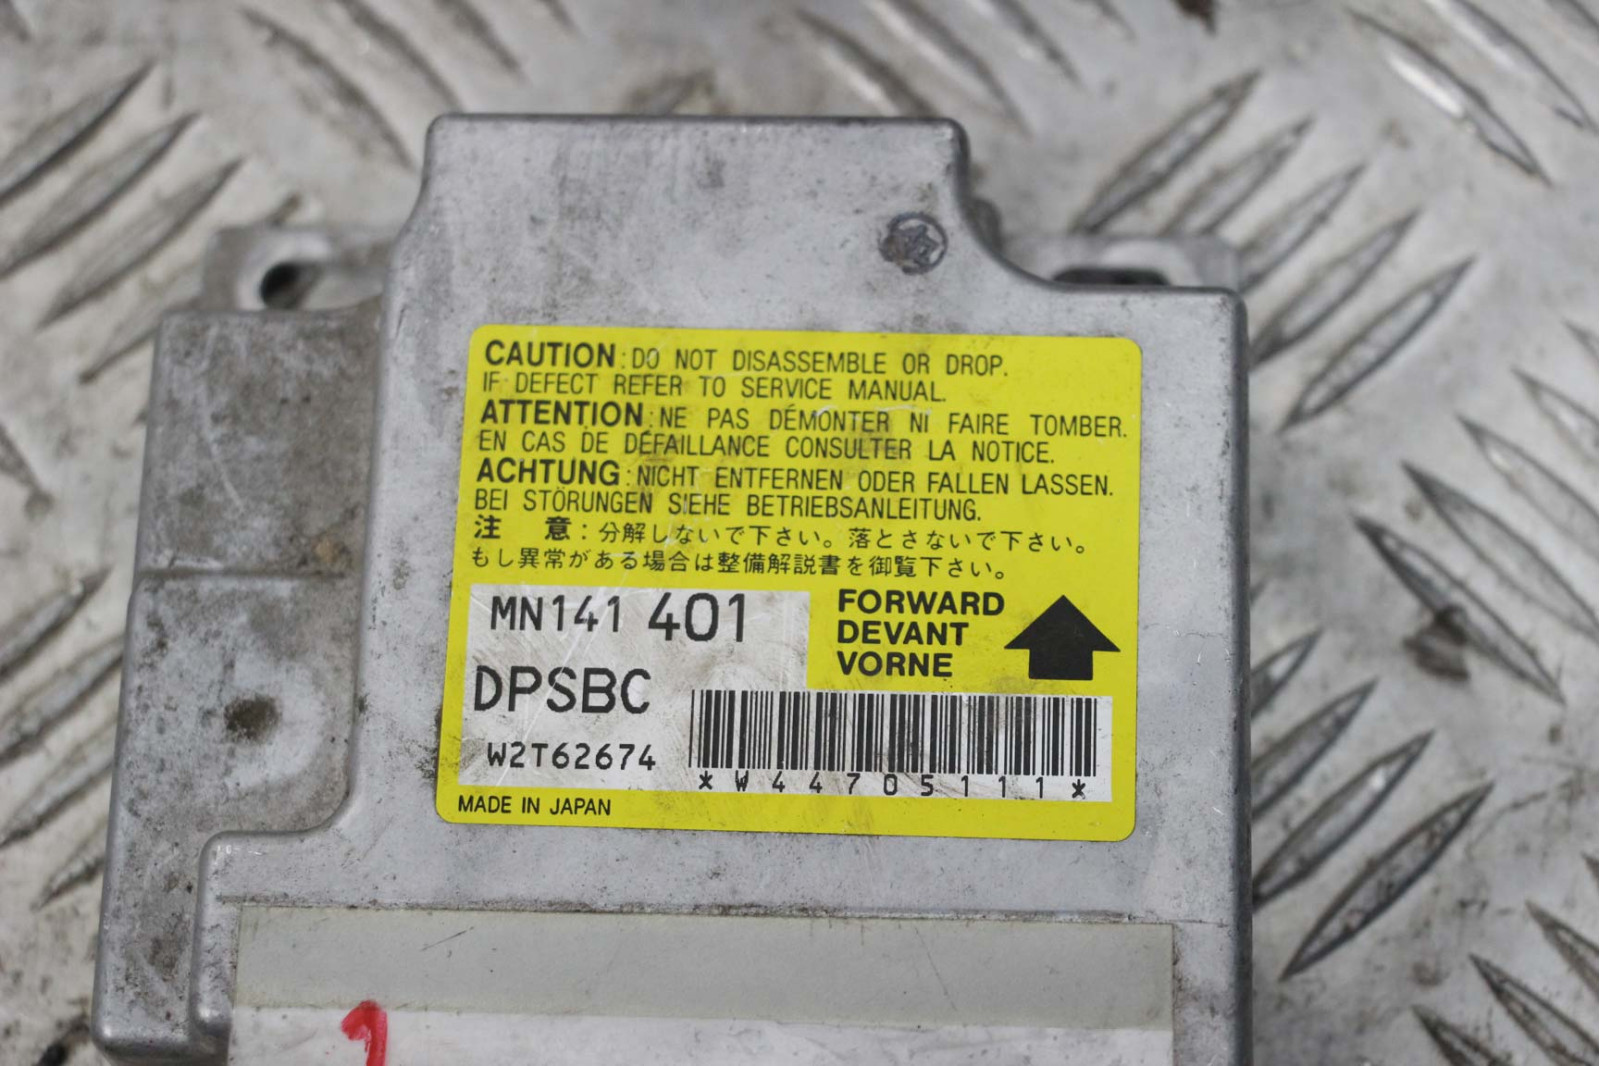 CAUTION: DO NOT DISASSEMBLE OR DROP.
IF DEFECT REFER TO SERVICE MANUAL.
ATTENTION: NE PAS DÉMONTER NI FAIRE TOMBER.
EN CAS DE DÉFAILLANCE CONSULTER LA NOTICE.
ACHTUNG: NICHT ENTFERNEN ODER FALLEN LASSEN.
BEI STÖRUNGEN SIEHE BETRIEBSANLEITUNG.
注 意: 分解しないで下さい。落とさないで下さい。
もし異常がある場合は整備解説書を御覧下さい。
MN141 401
FORWARD
DEVANT
VORNE
DPSBC
W2T62674
*W44705111*
MADE IN JAPAN